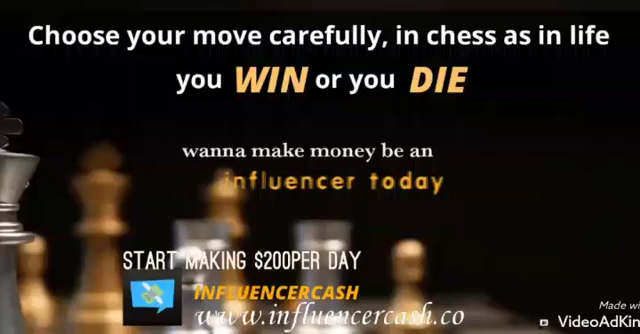 Choose your move carefully, in chess as in life
you WIN or you DIE
wanna make money be an
influencer today
START MAKING $200PER DAY
INFLUENCERCASH
www.influencercash.co
Made wi
VideoAdKin